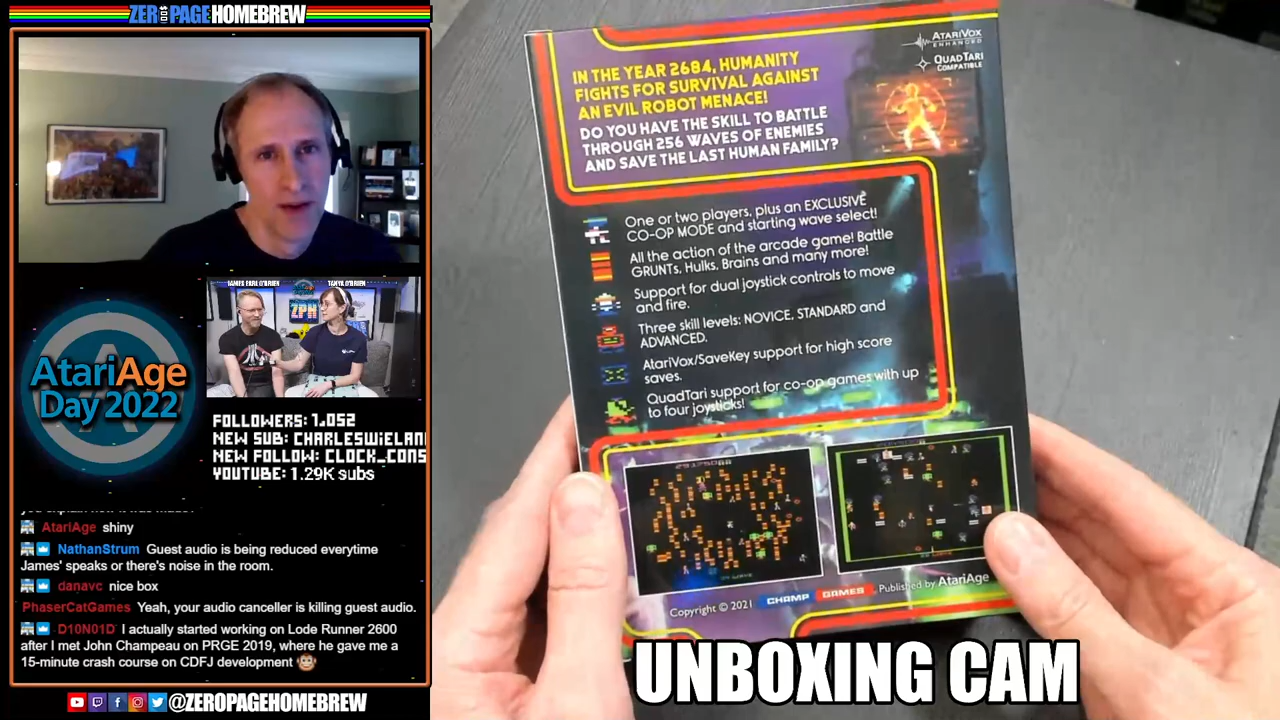 ZERO PAGE HOMEBREW
JAMES EARL O'BRIEN
TANYA O'BRIEN
ZPH
AtariAge
Day 2022
FOLLOWERS: 1,052
NEW SUB: CHARLESWIELAN
NEW FOLLOW: CLOCK_CONS
YOUTUBE: 1.29K subs
AtariAge shiny
NathanStrum Guest audio is being reduced everytime
James' speaks or there's noise in the room.
danavc nice box
PhaserCatGames Yeah, your audio canceller is killing guest audio.
D10N01D I actually started working on Lode Runner 2600
after I met John Champeau on PRGE 2019, where he gave me a
15-minute crash course on CDFJ development
@ZEROPAGEHOMEBREW
ATARIVOX
ENHANCED
QUADTARI
COMPATIBLE
IN THE YEAR 2684, HUMANITY
FIGHTS FOR SURVIVAL AGAINST
AN EVIL ROBOT MENACE!
DO YOU HAVE THE SKILL TO BATTLE
THROUGH 256 WAVES OF ENEMIES
AND SAVE THE LAST HUMAN FAMILY?
One or two players, plus an EXCLUSIVE
CO-OP MODE and starting wave select!
All the action of the arcade game! Battle
GRUNTs, Hulks, Brains and many more!
Support for dual joystick controls to move
and fire.
Three skill levels: NOVICE, STANDARD and
ADVANCED.
AtariVox/SaveKey support for high score
saves.
QuadTari support for co-op games with up
to four joysticks!
Copyright © 2021 CHAMP GAMES. Published by AtariAge
UNBOXING CAM